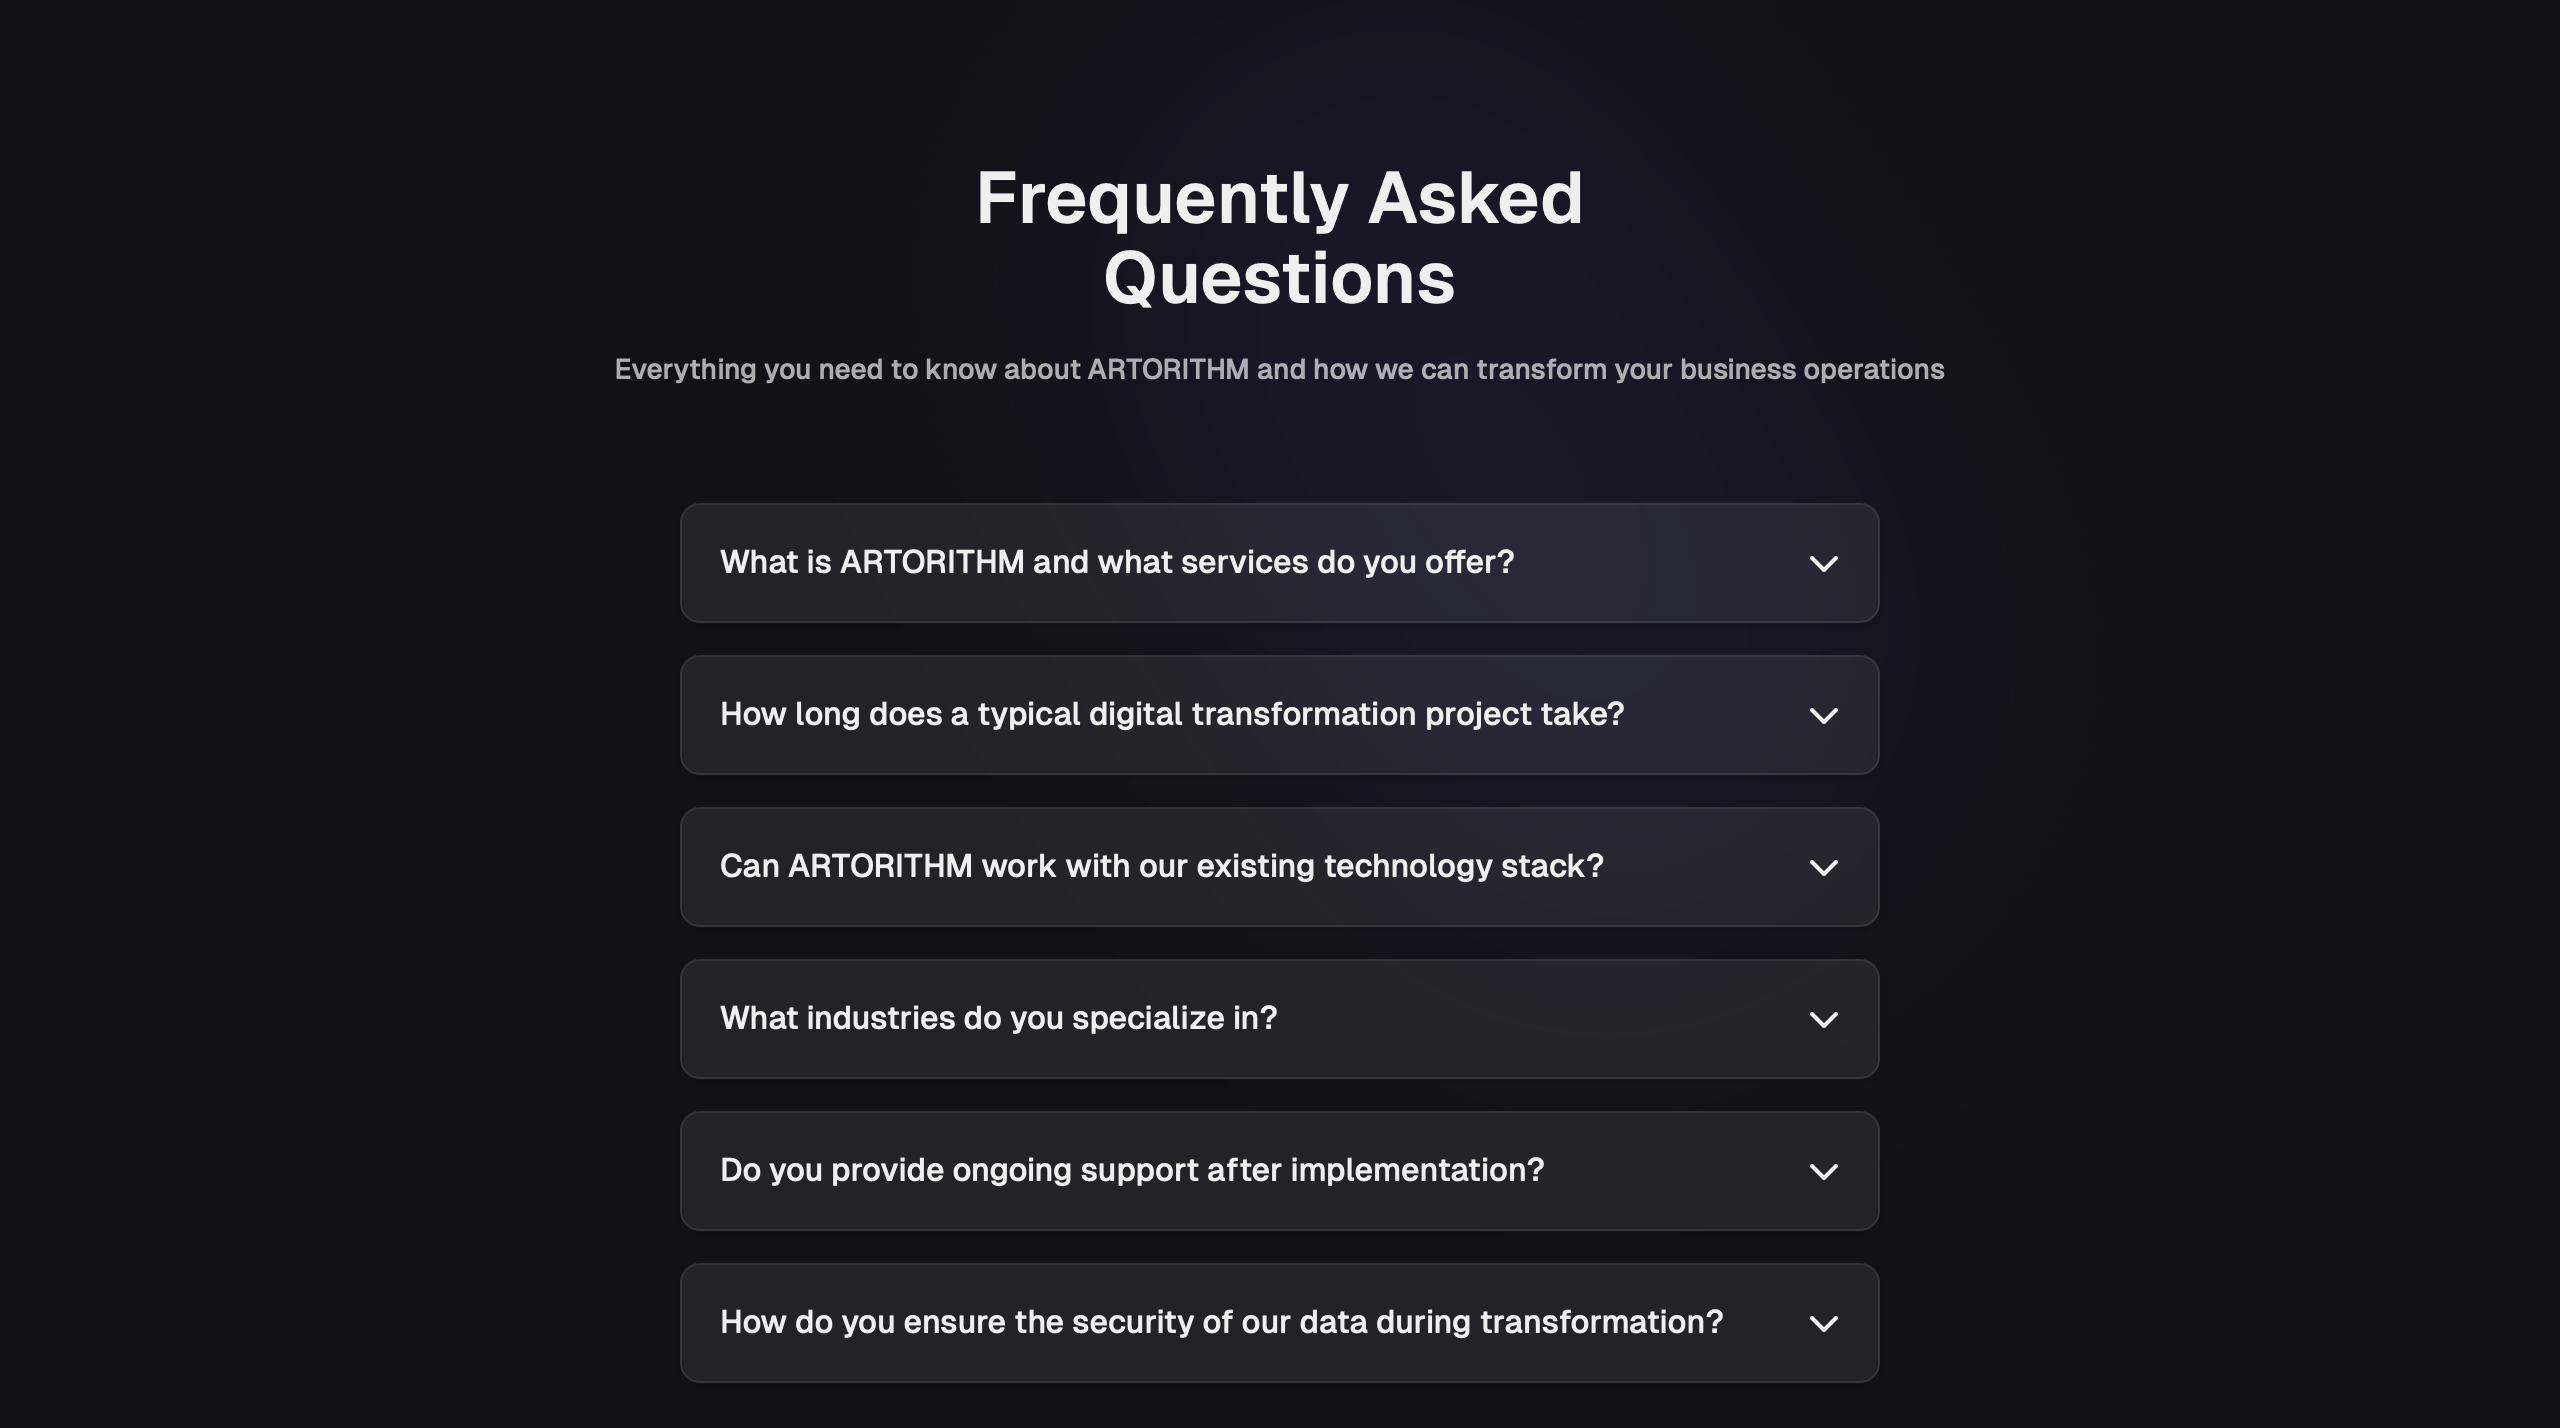 Frequently Asked
Questions
Everything you need to know about ARTORITHM and how we can transform your business operations
What is ARTORITHM and what services do you offer?
How long does a typical digital transformation project take?
Can ARTORITHM work with our existing technology stack?
What industries do you specialize in?
Do you provide ongoing support after implementation?
How do you ensure the security of our data during transformation?